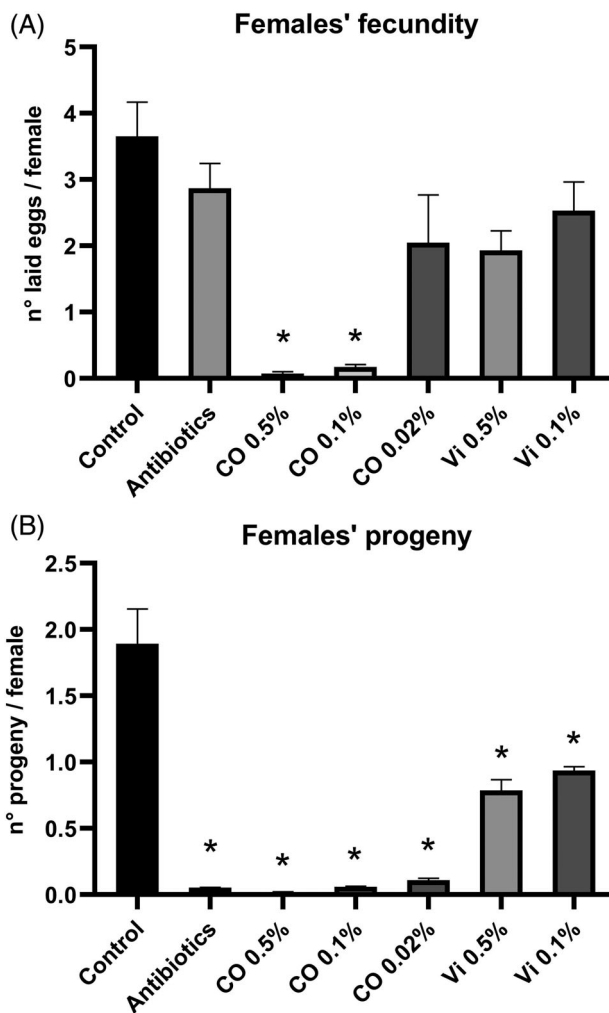 (A)
Females' fecundity
n° laid eggs / female
5
4
3
2
1
0
* *
Control
Antibiotics
CO 0.5%
CO 0.1%
CO 0.02%
Vi 0.5%
Vi 0.1%
(B)
Females' progeny
n° progeny / female
2.5
2.0
1.5
1.0
0.5
0.0
* * * * * *
Control
Antibiotics
CO 0.5%
CO 0.1%
CO 0.02%
Vi 0.5%
Vi 0.1%